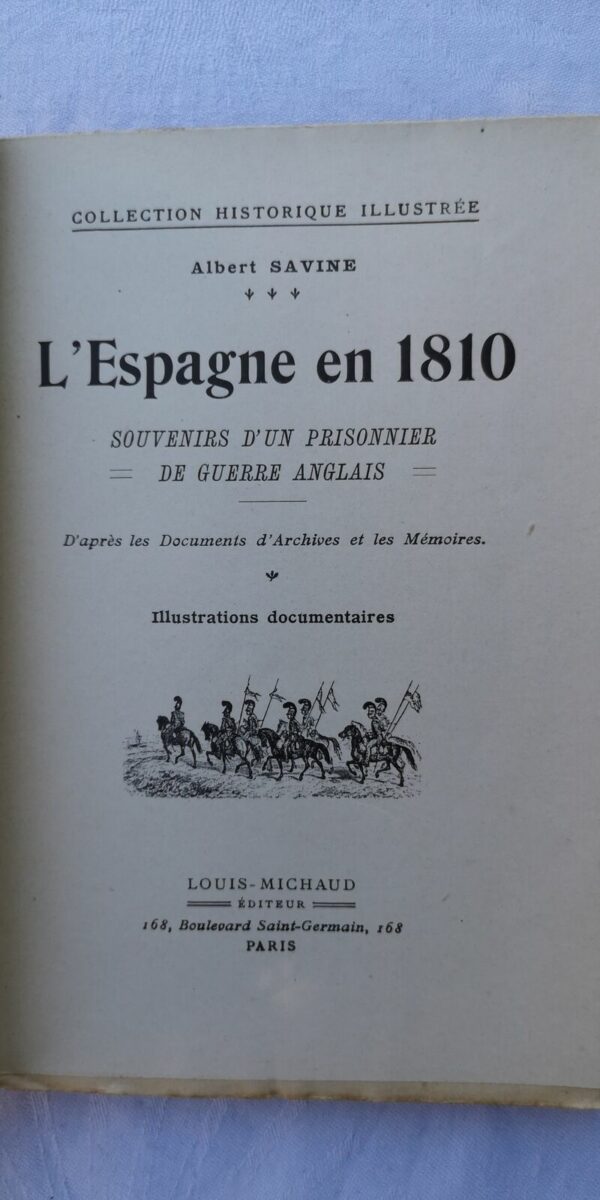 COLLECTION HISTORIQUE ILLUSTRÉE
Albert SAVINE
L'Espagne en 1810
SOUVENIRS D'UN PRISONNIER
DE GUERRE ANGLAIS
D'après les Documents d'Archives et les Mémoires.
Illustrations documentaires
LOUIS-MICHAUD
ÉDITEUR
168, Boulevard Saint-Germain, 168
PARIS